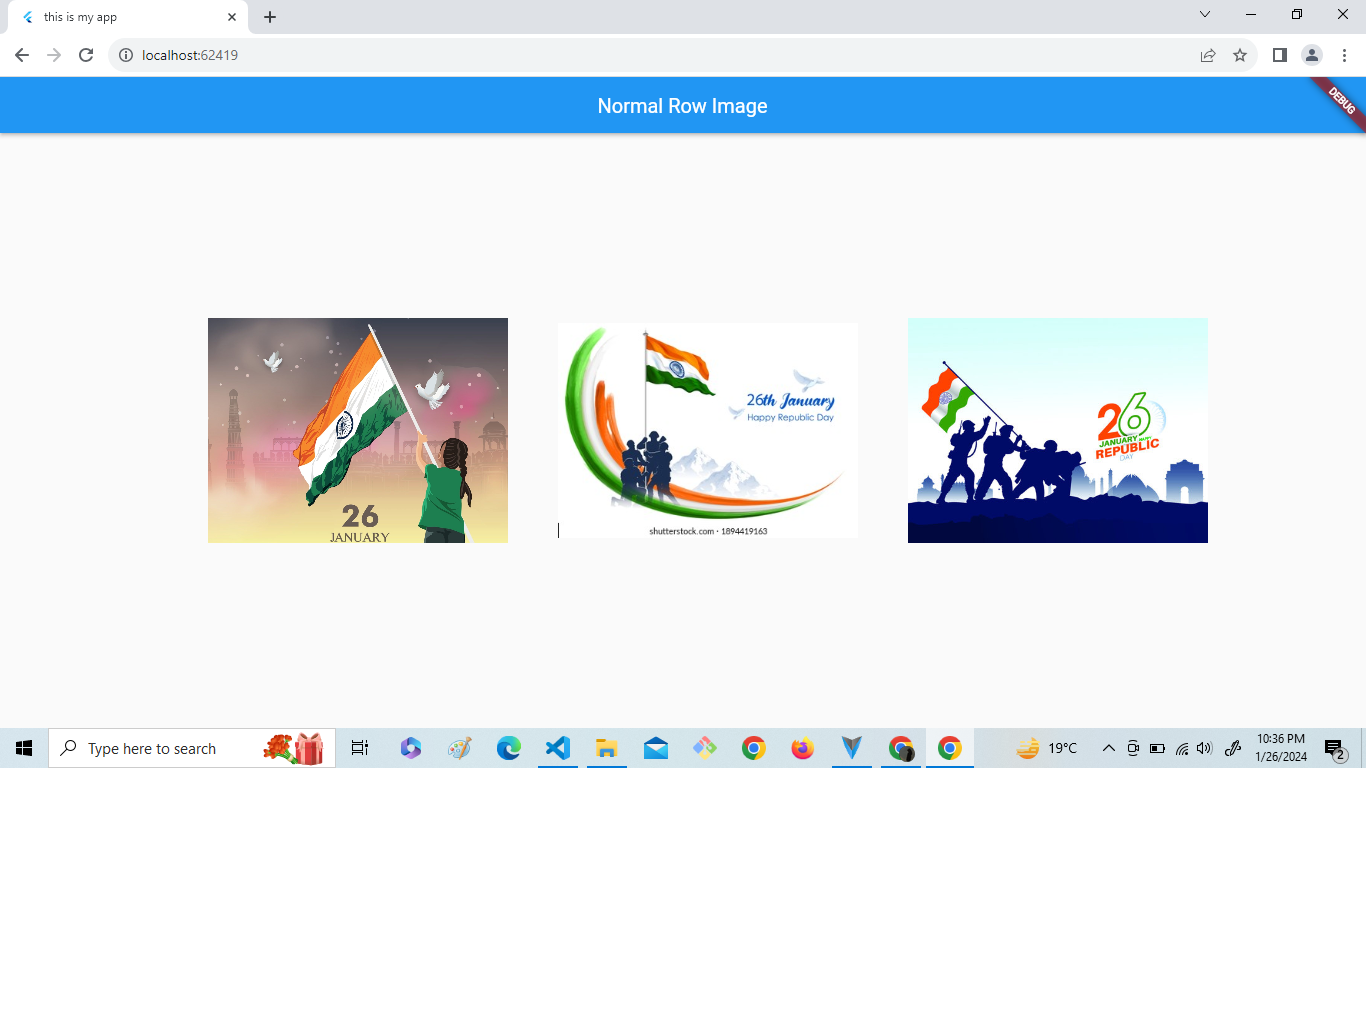 this is my app
localhost:62419
Normal Row Image
DEBUG
26
JANUARY
26th January
Happy Republic Day
shutterstock.com · 1894419163
26
JANUARY
REPUBLIC
DAY
Type here to search
19°C
10:36 PM
1/26/2024
2